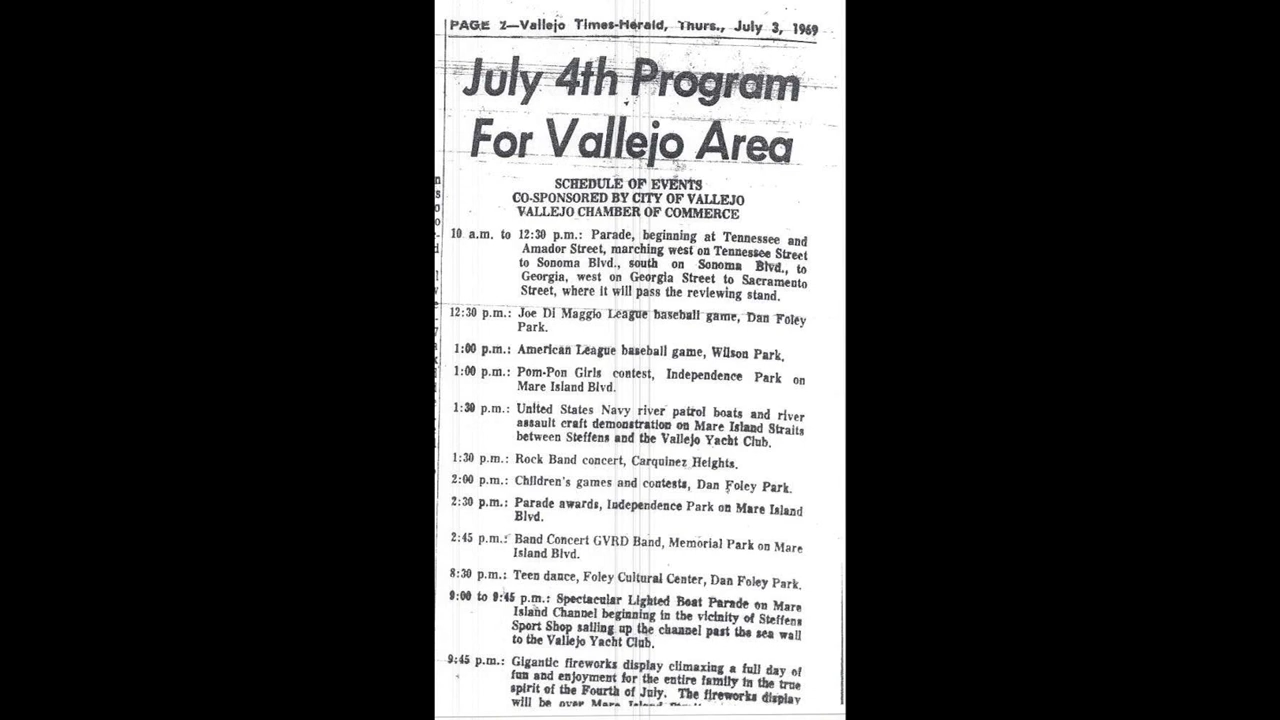 PAGE 2—Vallejo Times-Herald, Thurs., July 3, 1969
July 4th Program
For Vallejo Area
SCHEDULE OF EVENTS
CO-SPONSORED BY CITY OF VALLEJO
VALLEJO CHAMBER OF COMMERCE
10 a.m. to 12:30 p.m.: Parade, beginning at Tennessee and
Amador Street, marching west on Tennessee Street
to Sonoma Blvd., south on Sonoma Blvd., to
Georgia, west on Georgia Street to Sacramento
Street, where it will pass the reviewing stand.
12:30 p.m.: Joe Di Maggio League baseball game, Dan Foley
Park.
1:00 p.m.: American League baseball game, Wilson Park.
1:00 p.m.: Pom-Pon Girls contest, Independence Park on
Mare Island Blvd.
1:30 p.m.: United States Navy river patrol boats and river
assault craft demonstration on Mare Island Straits
between Steffens and the Vallejo Yacht Club.
1:30 p.m.: Rock Band concert, Carquinez Heights.
2:00 p.m.: Children's games and contests, Dan Foley Park.
2:30 p.m.: Parade awards, Independence Park on Mare Island
Blvd.
2:45 p.m.: Band Concert GVRD Band, Memorial Park on Mare
Island Blvd.
8:30 p.m.: Teen dance, Foley Cultural Center, Dan Foley Park.
9:00 to 9:45 p.m.: Spectacular Lighted Boat Parade on Mare
Island Channel beginning in the vicinity of Steffens
Sport Shop sailing up the channel past the sea wall
to the Vallejo Yacht Club.
9:45 p.m.: Gigantic fireworks display climaxing a full day of
fun and enjoyment for the entire family in the true
spirit of the Fourth of July. The fireworks display
will be over Mare Island